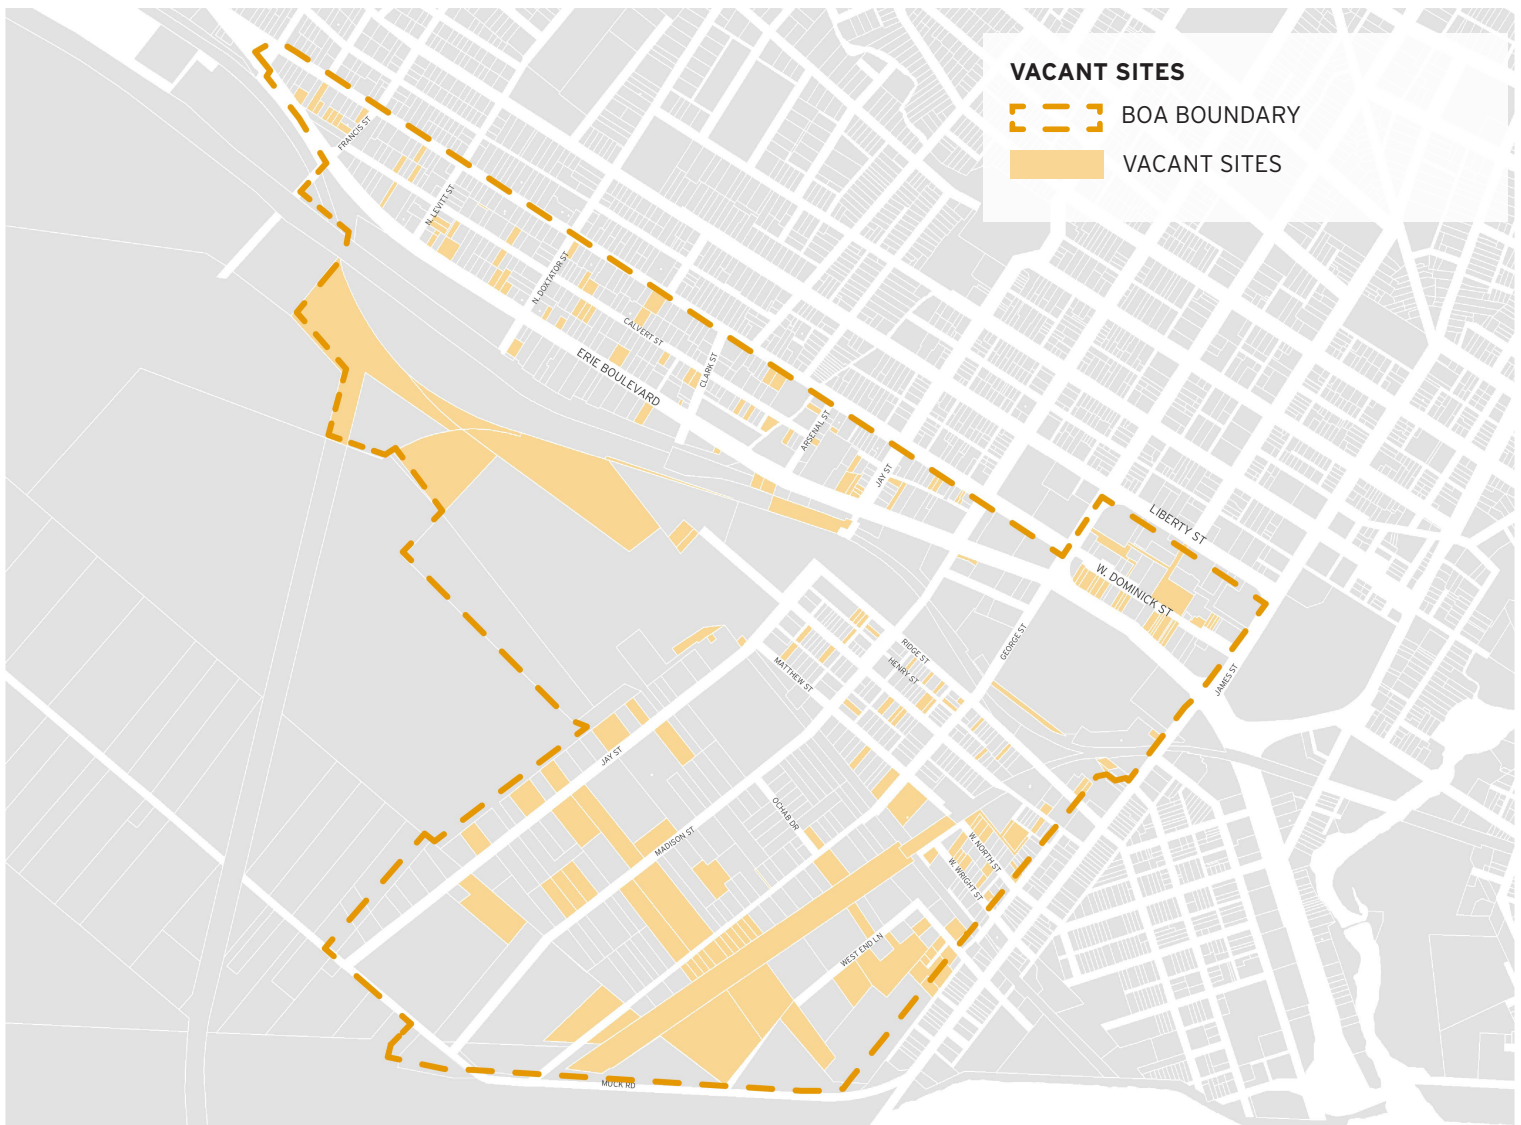 VACANT SITES
BOA BOUNDARY
VACANT SITES
FRANCIS ST
N. LEVITT ST
N. DOXTATOR ST
CALVERT ST
ERIE BOULEVARD
CLARK ST
ARSENAL ST
JAY ST
LIBERTY ST
W. DOMINICK ST
JAMES ST
GEORGE ST
RIDGE ST
HENRY ST
MATTHEW ST
JAY ST
MADISON ST
OCHAB DR
W. NORTH ST
W. WRIGHT ST
WEST END LN
MUCK RD